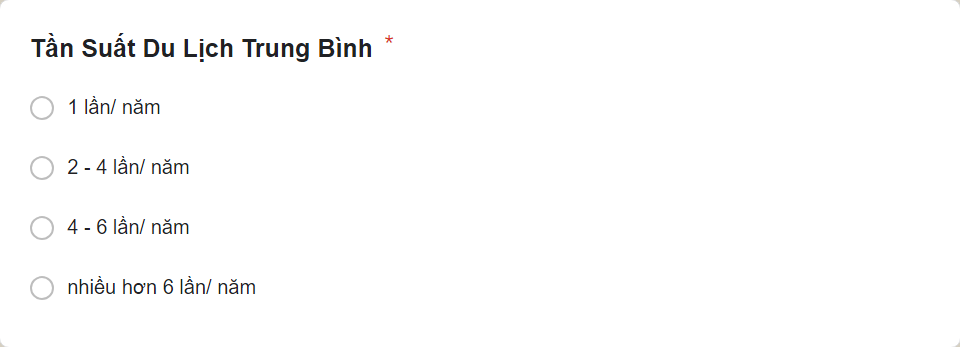 Tần Suất Du Lịch Trung Bình *
1 lần/ năm
2 - 4 lần/ năm
4 - 6 lần/ năm
nhiều hơn 6 lần/ năm